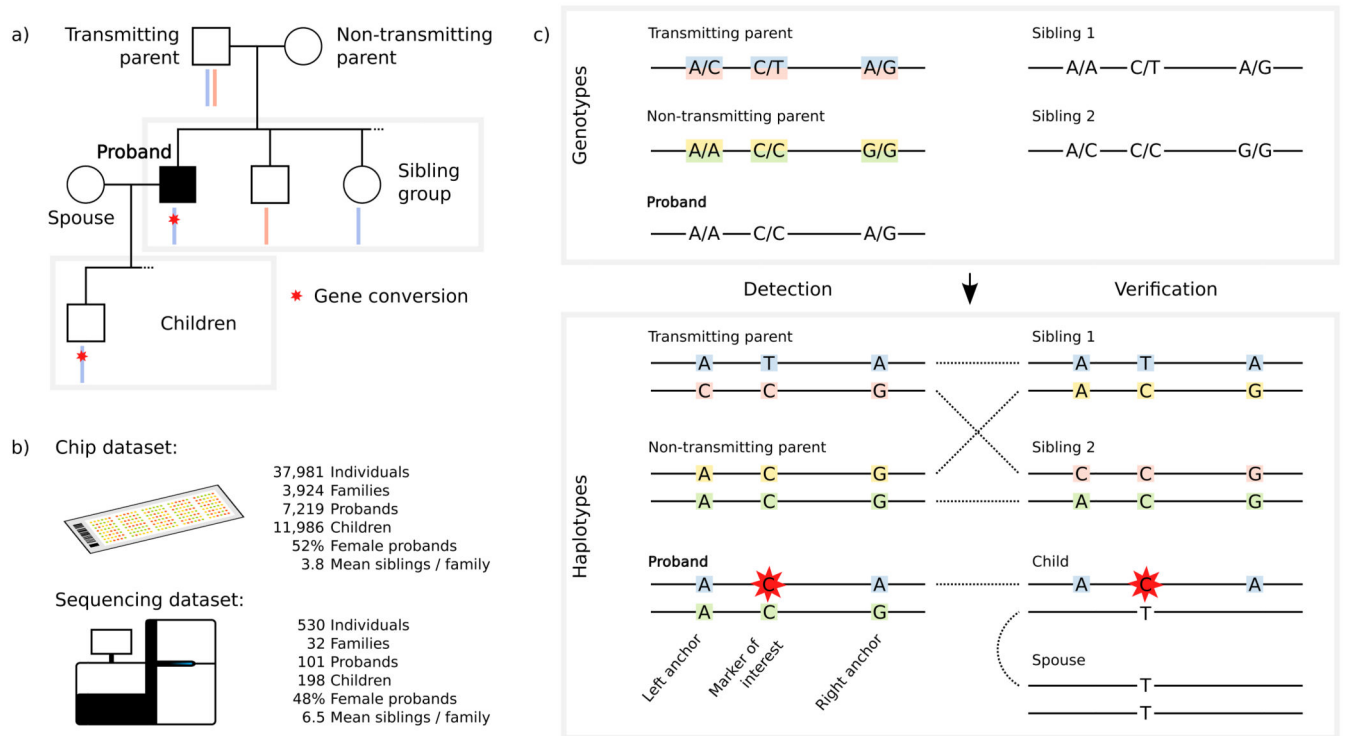 a)
Transmitting
parent
Non-transmitting
parent
Proband
Sibling
group
Spouse
Gene conversion
Children
b)
Chip dataset:
37,981 Individuals
3,924 Families
7,219 Probands
11,986 Children
52% Female probands
3.8 Mean siblings / family
Sequencing dataset:
530 Individuals
32 Families
101 Probands
198 Children
48% Female probands
6.5 Mean siblings / family
c)
Genotypes
Transmitting parent
A/C C/T A/G
Non-transmitting parent
A/A C/C G/G
Proband
A/A C/C A/G
Sibling 1
A/A C/T A/G
Sibling 2
A/C C/C G/G
Detection
Verification
Haplotypes
Transmitting parent
A T A
C C G
Non-transmitting parent
A C G
A C G
Proband
A C A
A C G
Left anchor
Marker of
interest
Right anchor
Sibling 1
A T A
A C G
Sibling 2
C C G
A C G
Child
A C A
T
Spouse
T
T